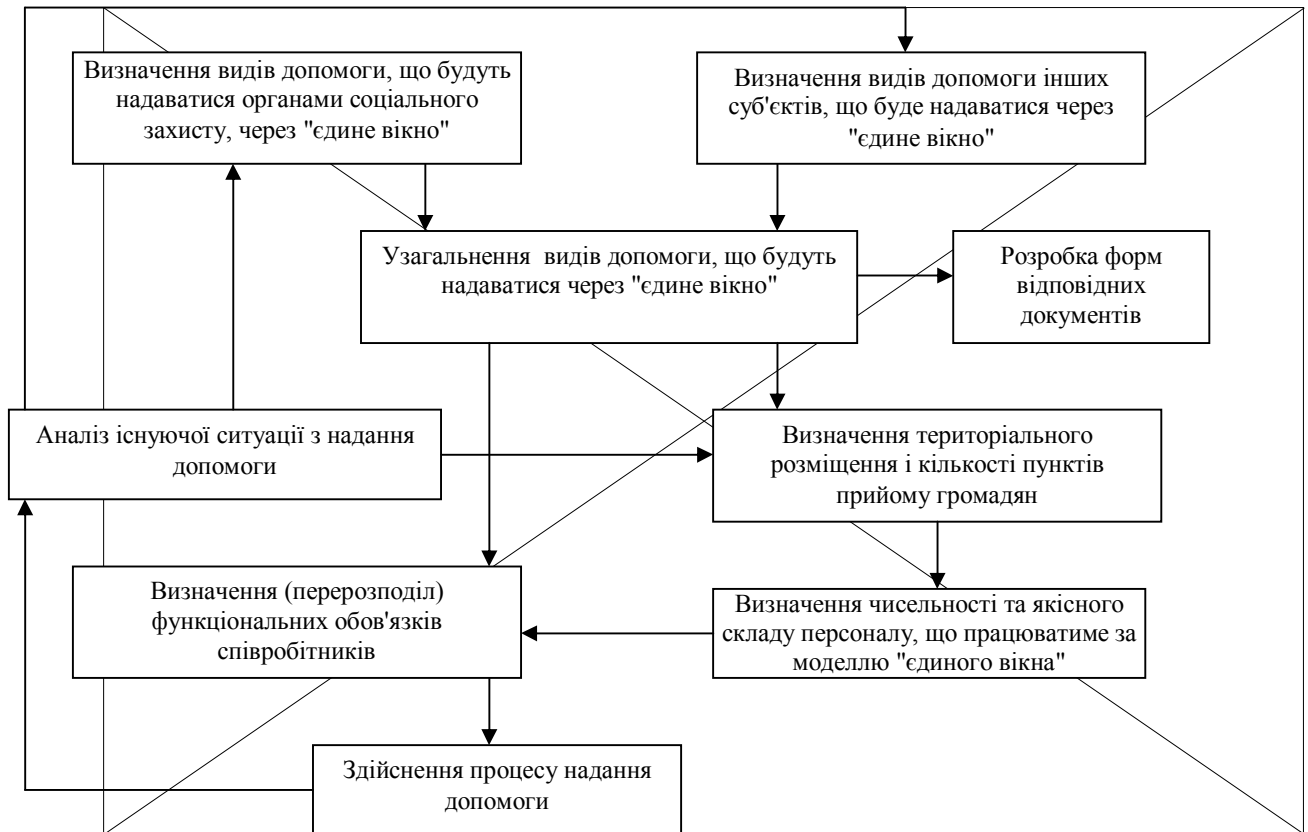 Визначення видів допомоги, що будуть
надаватися органами соціального
захисту, через "єдине вікно"
Визначення видів допомоги інших
суб'єктів, що буде надаватися через
"єдине вікно"
Узагальнення видів допомоги, що будуть
надаватися через "єдине вікно"
Розробка форм
відповідних
документів
Аналіз існуючої ситуації з надання
допомоги
Визначення територіального
розміщення і кількості пунктів
прийому громадян
Визначення (перерозподіл)
функціональних обов'язків
співробітників
Визначення чисельності та якісного
складу персоналу, що працюватиме за
моделлю "єдиного вікна"
Здійснення процесу надання
допомоги